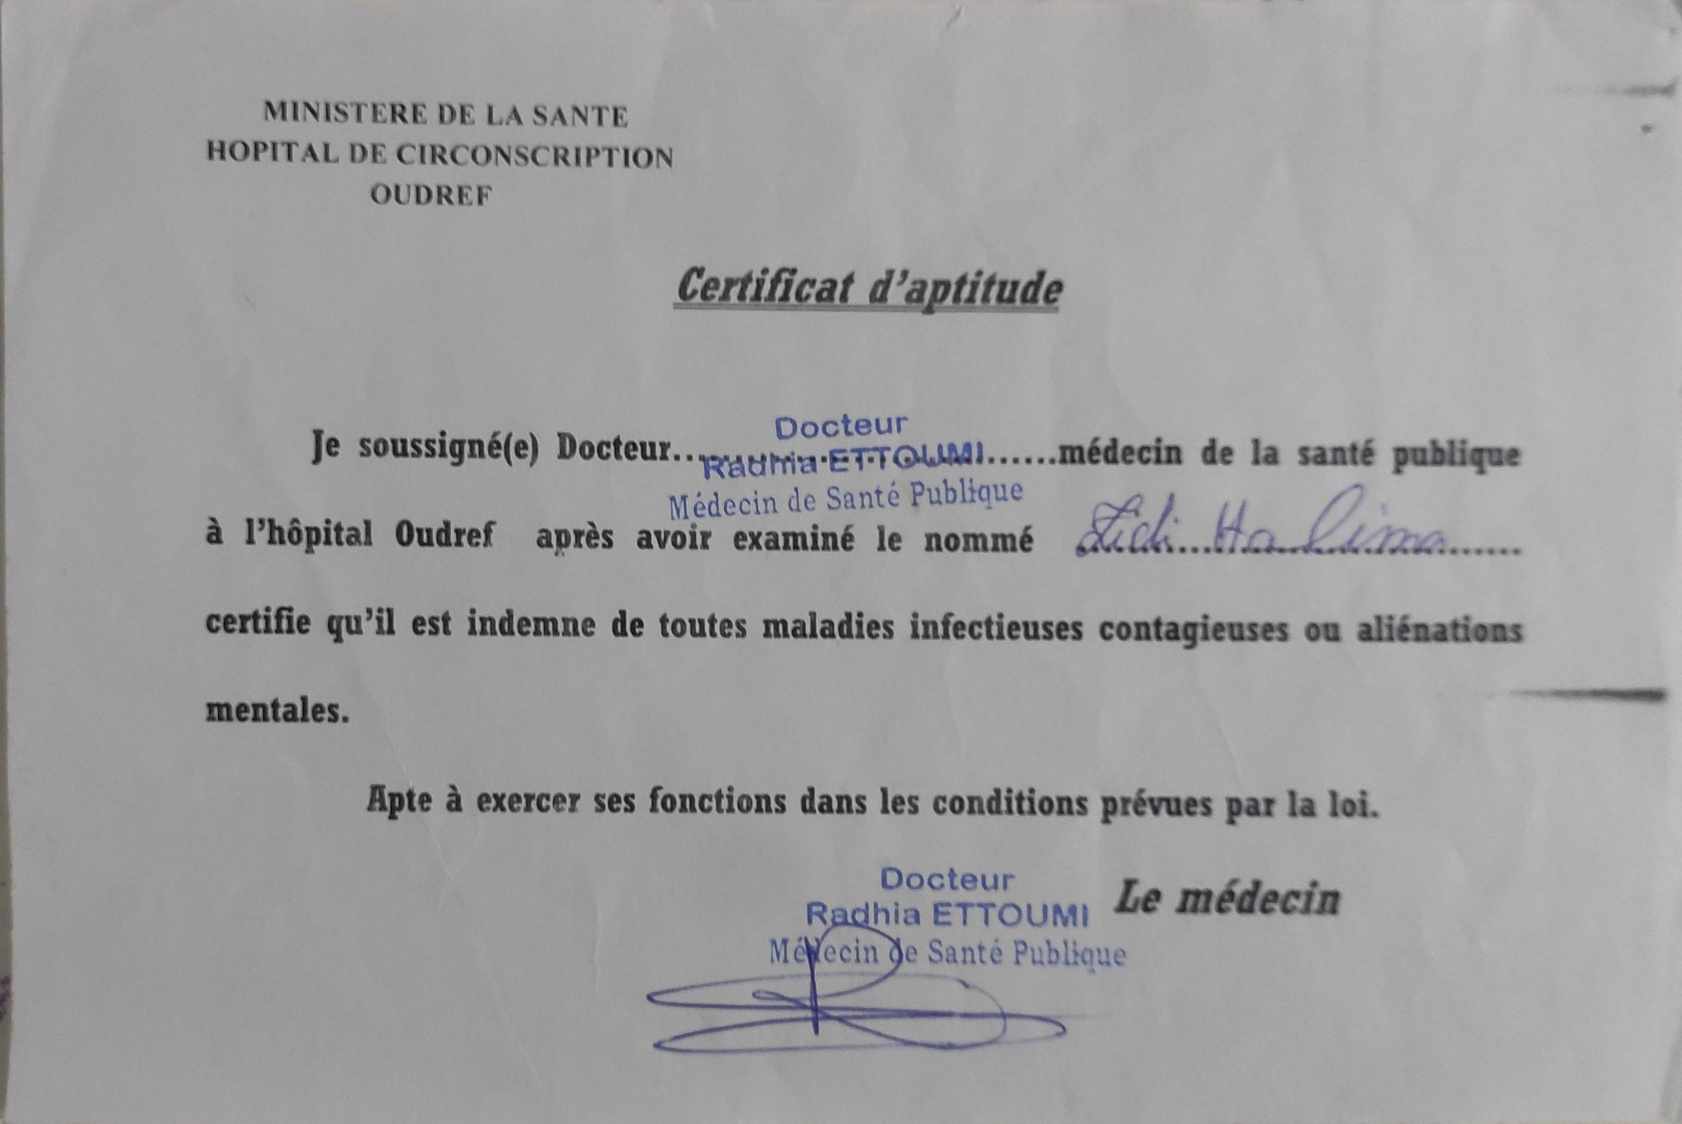 MINISTERE DE LA SANTE
HOPITAL DE CIRCONSCRIPTION
OUDREF
Certificat d'aptitude
Docteur
Je soussigné(e) Docteur...Radhia ETTOUMI......médecin de la santé publique
Médecin de Santé Publique
à l'hôpital Oudref après avoir examiné le nommé Zidi...Halima......
certifie qu'il est indemne de toutes maladies infectieuses contagieuses ou aliénations
mentales.
Apte à exercer ses fonctions dans les conditions prévues par la loi.
Docteur
Radhia ETTOUMI
Le médecin
Médecin de Santé Publique